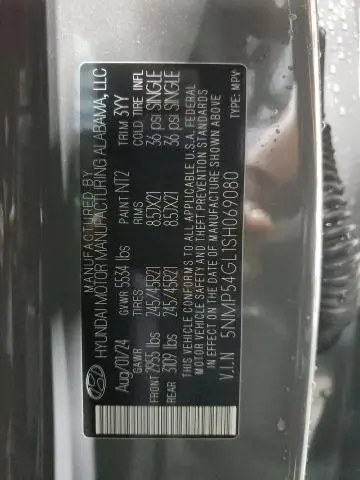 MANUFACTURED BY
HYUNDAI MOTOR MANUFACTURING ALABAMA, LLC
Aug/01/24 PAINT NT2 TRIM 3YY
GVWR 5534 lbs TIRES RIMS COLD TIRE INFL
FRONT 2955 lbs 245/45R21 8.5JX21 36 psi SINGLE
REAR 3109 lbs 245/45R21 8.5JX21 36 psi SINGLE
THIS VEHICLE CONFORMS TO ALL APPLICABLE U.S.A. FEDERAL
MOTOR VEHICLE SAFETY AND THEFT PREVENTION STANDARDS
IN EFFECT ON THE DATE OF MANUFACTURE SHOWN ABOVE
V.I.N 5NMP54GL1SH069080 TYPE: MPV